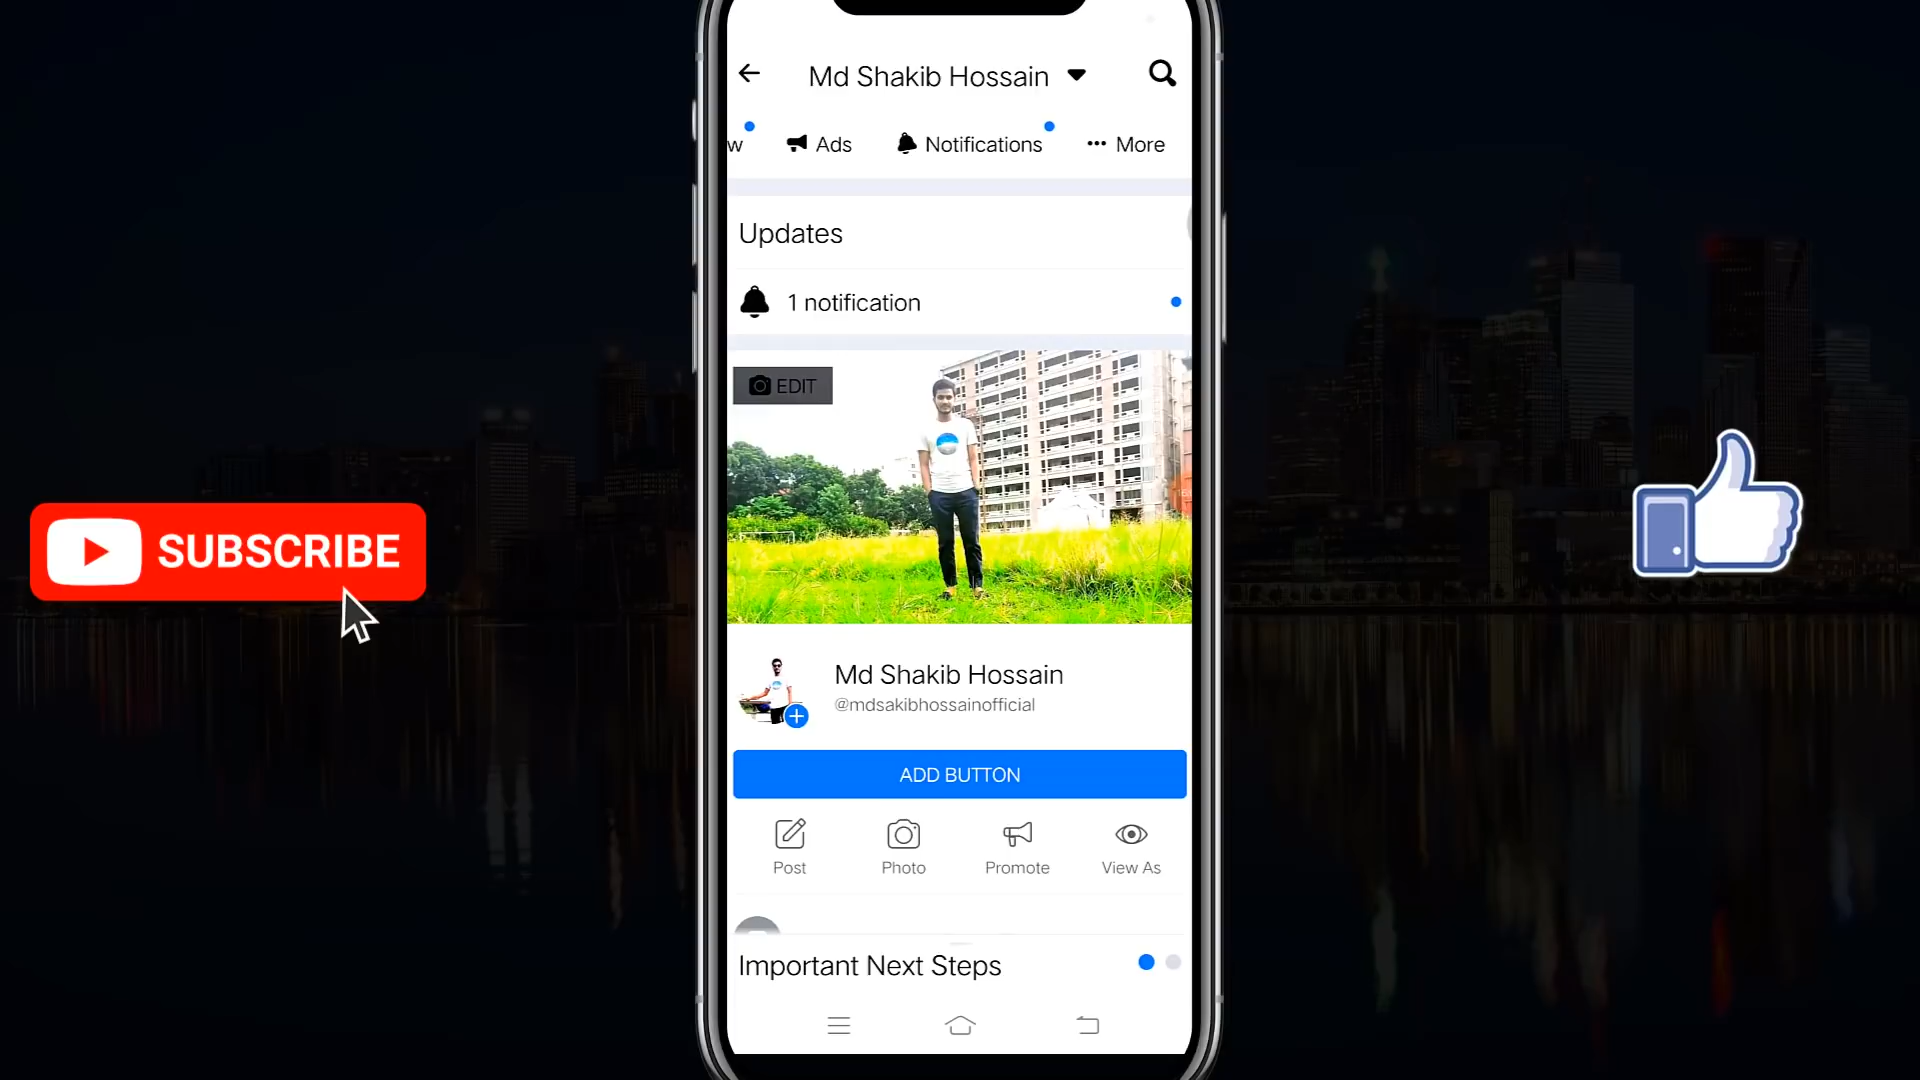 Md Shakib Hossain
w
Ads
Notifications
More
Updates
1 notification
EDIT
SUBSCRIBE
Md Shakib Hossain
@mdsakibhossainofficial
ADD BUTTON
Post
Photo
Promote
View As
Important Next Steps